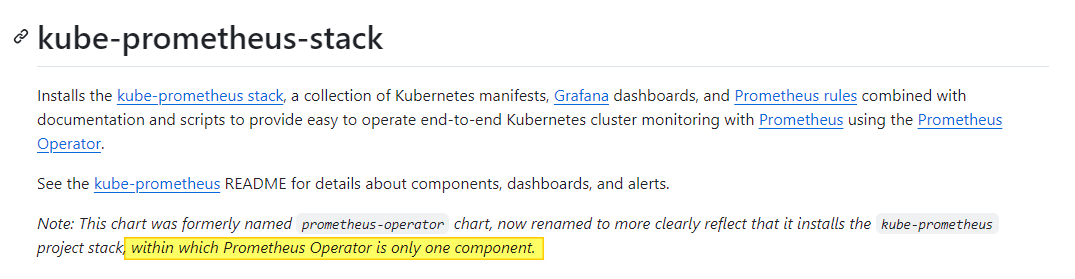 kube-prometheus-stack
Installs the kube-prometheus stack, a collection of Kubernetes manifests, Grafana dashboards, and Prometheus rules combined with
documentation and scripts to provide easy to operate end-to-end Kubernetes cluster monitoring with Prometheus using the Prometheus
Operator.
See the kube-prometheus README for details about components, dashboards, and alerts.
Note: This chart was formerly named prometheus-operator chart, now renamed to more clearly reflect that it installs the kube-prometheus
project stack, within which Prometheus Operator is only one component.